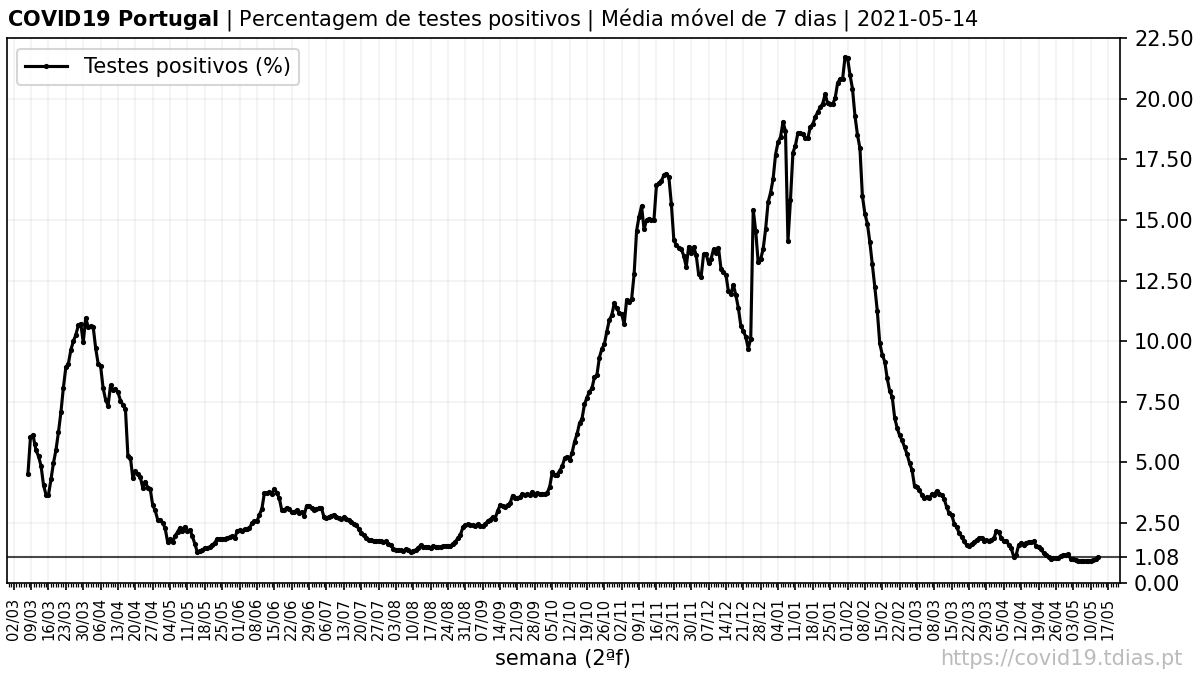 COVID19 Portugal | Percentagem de testes positivos | Média móvel de 7 dias | 2021-05-14
Testes positivos (%)
22.50
20.00
17.50
15.00
12.50
10.00
7.50
5.00
2.50
1.08
0.00
02/03 09/03 16/03 23/03 30/03 06/04 13/04 20/04 27/04 04/05 11/05 18/05 25/05 01/06 08/06 15/06 22/06 29/06 06/07 13/07 20/07 27/07 03/08 10/08 17/08 24/08 31/08 07/09 14/09 21/09 28/09 05/10 12/10 19/10 26/10 02/11 09/11 16/11 23/11 30/11 07/12 14/12 21/12 28/12 04/01 11/01 18/01 25/01 01/02 08/02 15/02 22/02 01/03 08/03 15/03 22/03 29/03 05/04 12/04 19/04 26/04 03/05 10/05 17/05
semana (2ªf)
https://covid19.tdias.pt